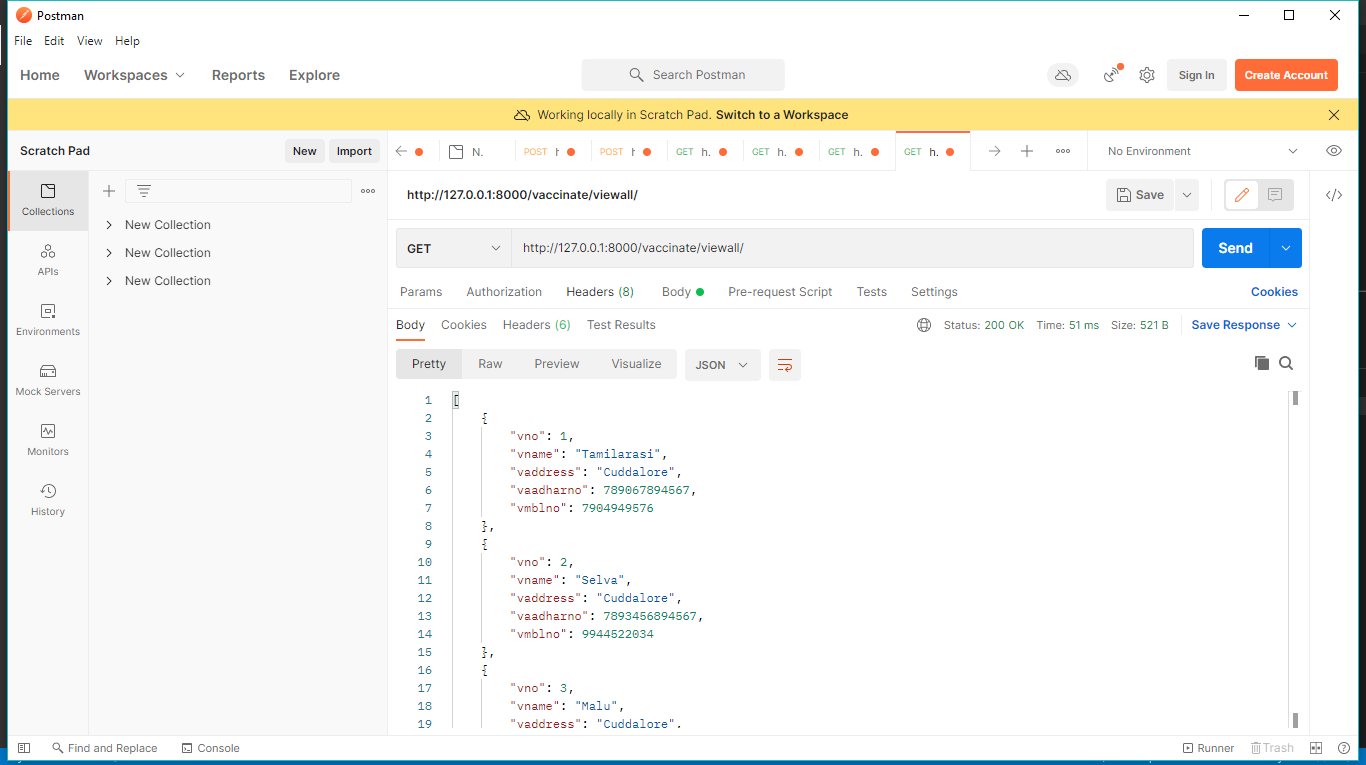 Postman
File Edit View Help
Home Workspaces Reports Explore Search Postman Sign In Create Account
Working locally in Scratch Pad. Switch to a Workspace
Scratch Pad New Import N. POST h POST h GET h. GET h. GET h. GET h. No Environment
Collections
APIs
Environments
Mock Servers
Monitors
History
New Collection
New Collection
New Collection
http://127.0.0.1:8000/vaccinate/viewall/ Save
GET http://127.0.0.1:8000/vaccinate/viewall/ Send
Params Authorization Headers (8) Body Pre-request Script Tests Settings Cookies
Body Cookies Headers (6) Test Results Status: 200 OK Time: 51 ms Size: 521 B Save Response
Pretty Raw Preview Visualize JSON
1 [
2 {
3 "vno": 1,
4 "vname": "Tamilarasi",
5 "vaddress": "Cuddalore",
6 "vaadharno": 789067894567,
7 "vmblno": 7904949576
8 },
9 {
10 "vno": 2,
11 "vname": "Selva",
12 "vaddress": "Cuddalore",
13 "vaadharno": 7893456894567,
14 "vmblno": 9944522034
15 },
16 {
17 "vno": 3,
18 "vname": "Malu",
19 "vaddress": "Cuddalore",
Find and Replace Console Runner Trash